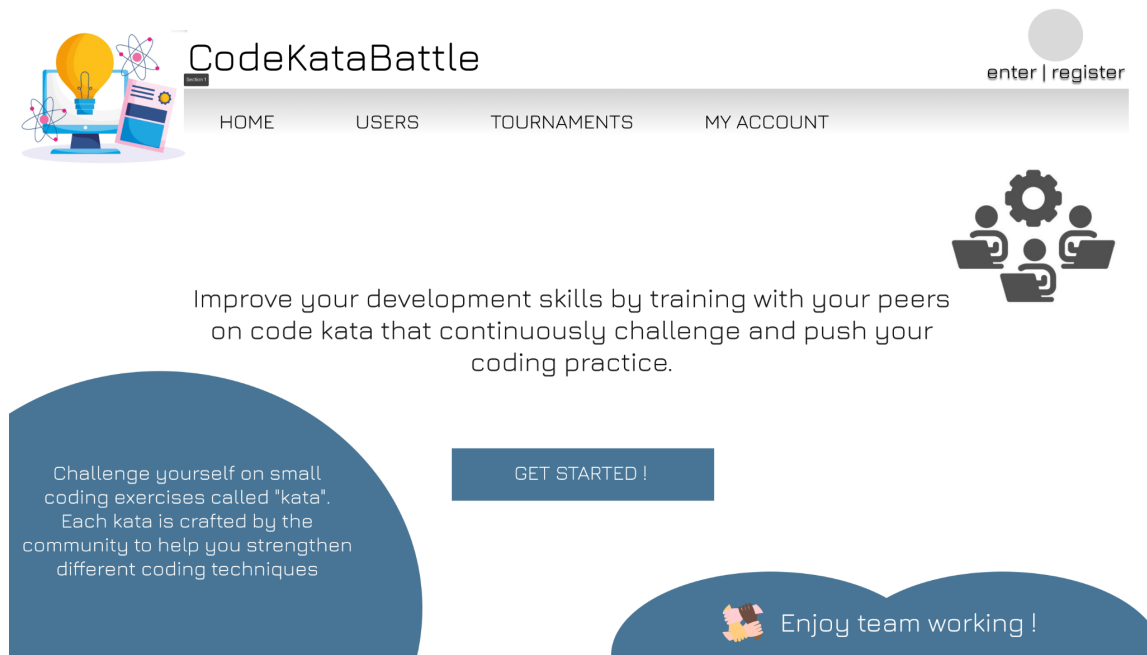 CodeKataBattle
Section 1
enter | register
HOME USERS TOURNAMENTS MY ACCOUNT
Improve your development skills by training with your peers
on code kata that continuously challenge and push your
coding practice.
GET STARTED !
Challenge yourself on small
coding exercises called "kata".
Each kata is crafted by the
community to help you strengthen
different coding techniques
Enjoy team working !